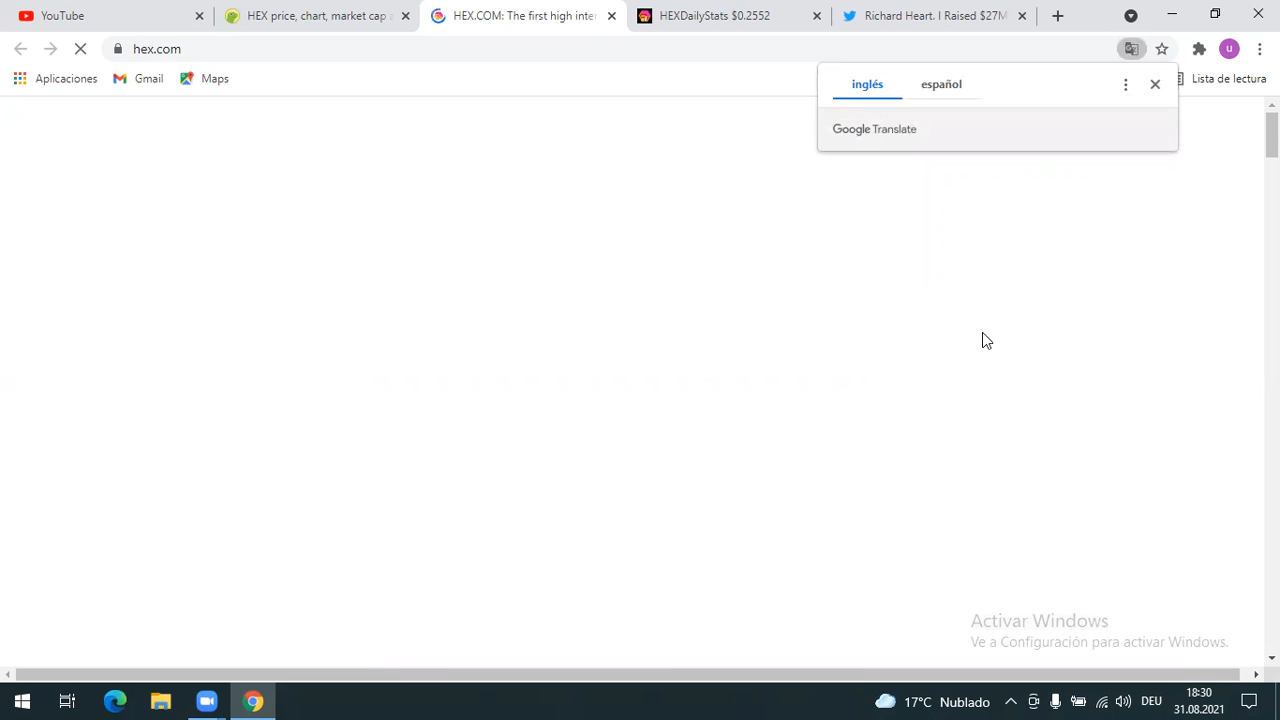 YouTube
HEX price, chart, market cap a
HEX.COM: The first high inter
HEXDailyStats $0.2552
Richard Heart. I Raised $27M
hex.com
Aplicaciones
Gmail
Maps
Lista de lectura
inglés
español
Google Translate
Activar Windows
Ve a Configuración para activar Windows.
17°C Nublado
DEU
18:30
31.08.2021
u